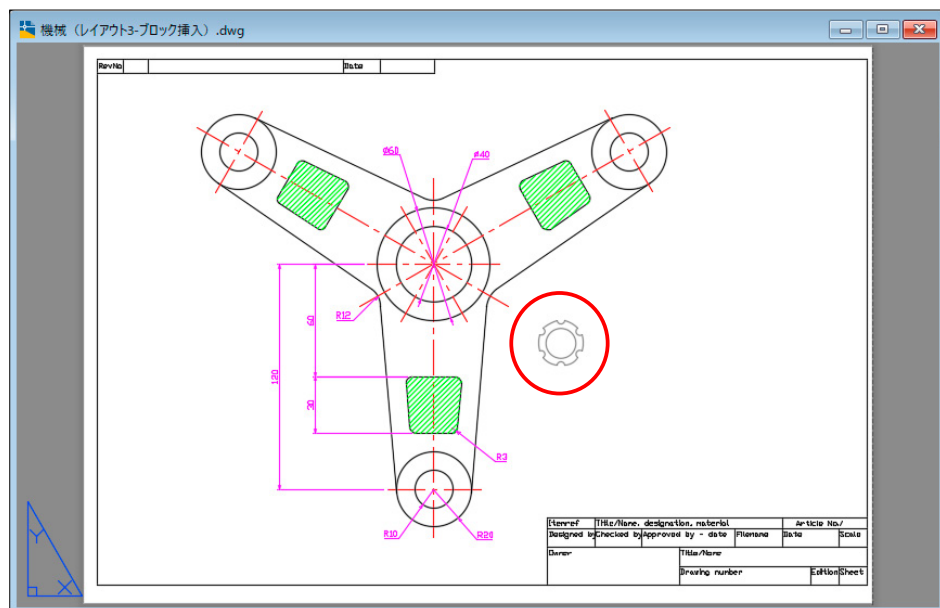 機械（レイアウト3-ブロック挿入）.dwg
RevNo Date
Ø60
Ø40
R12
60
120
30
R3
R10
R20
Itemref Title/Name, designation, material Article No./
Designed by Checked by Approved by - date Filename Date Scale
Owner Title/Name
Drawing number Edition Sheet
Y
X